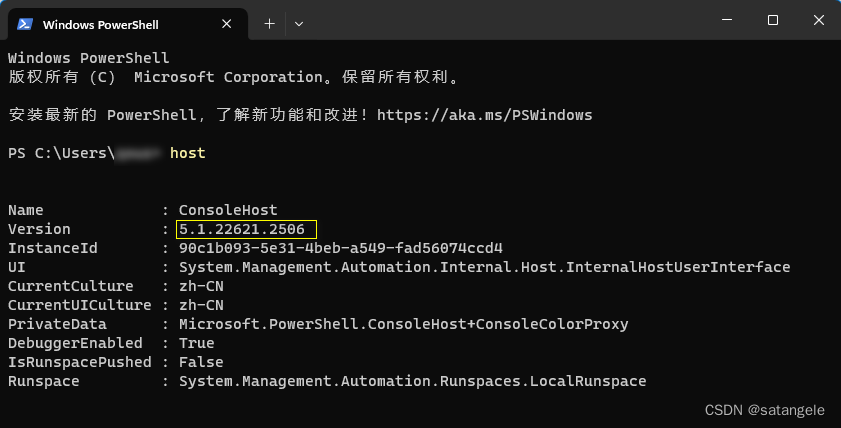 Windows PowerShell
Windows PowerShell
版权所有 (C) Microsoft Corporation。保留所有权利。
安装最新的 PowerShell，了解新功能和改进！https://aka.ms/PSWindows
PS C:\Users\ host
Name : ConsoleHost
Version : 5.1.22621.2506
InstanceId : 90c1b093-5e31-4beb-a549-fad56074ccd4
UI : System.Management.Automation.Internal.Host.InternalHostUserInterface
CurrentCulture : zh-CN
CurrentUICulture : zh-CN
PrivateData : Microsoft.PowerShell.ConsoleHost+ConsoleColorProxy
DebuggerEnabled : True
IsRunspacePushed : False
Runspace : System.Management.Automation.Runspaces.LocalRunspace
CSDN @satangele